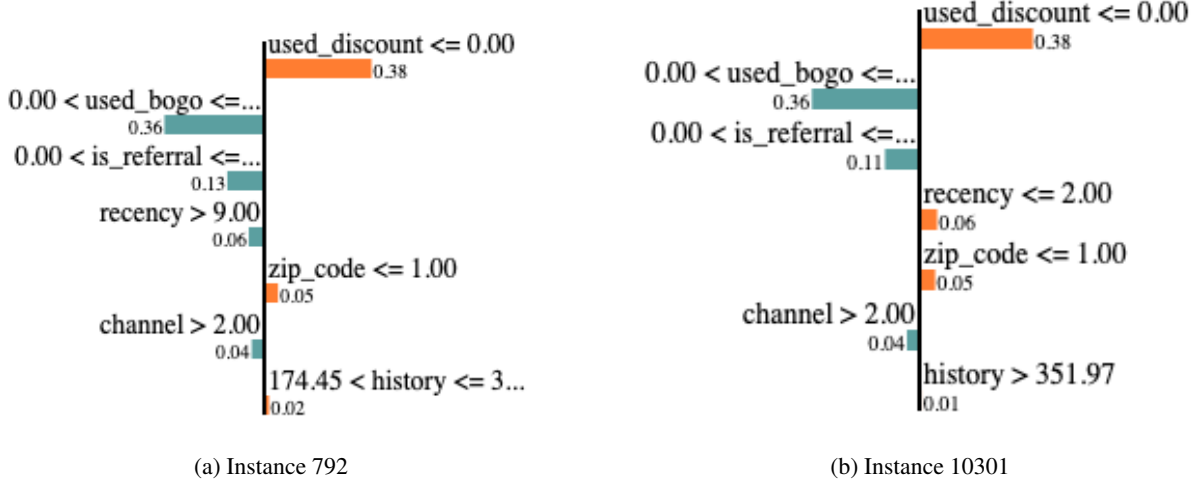 used_discount <= 0.00
0.38
0.00 < used_bogo <=...
0.36
0.00 < is_referral <=...
0.13
recency > 9.00
0.06
zip_code <= 1.00
0.05
channel > 2.00
0.04
174.45 < history <= 3...
0.02
(a) Instance 792
used_discount <= 0.00
0.38
0.00 < used_bogo <=...
0.36
0.00 < is_referral <=...
0.11
recency <= 2.00
0.06
zip_code <= 1.00
0.05
channel > 2.00
0.04
history > 351.97
0.01
(b) Instance 10301